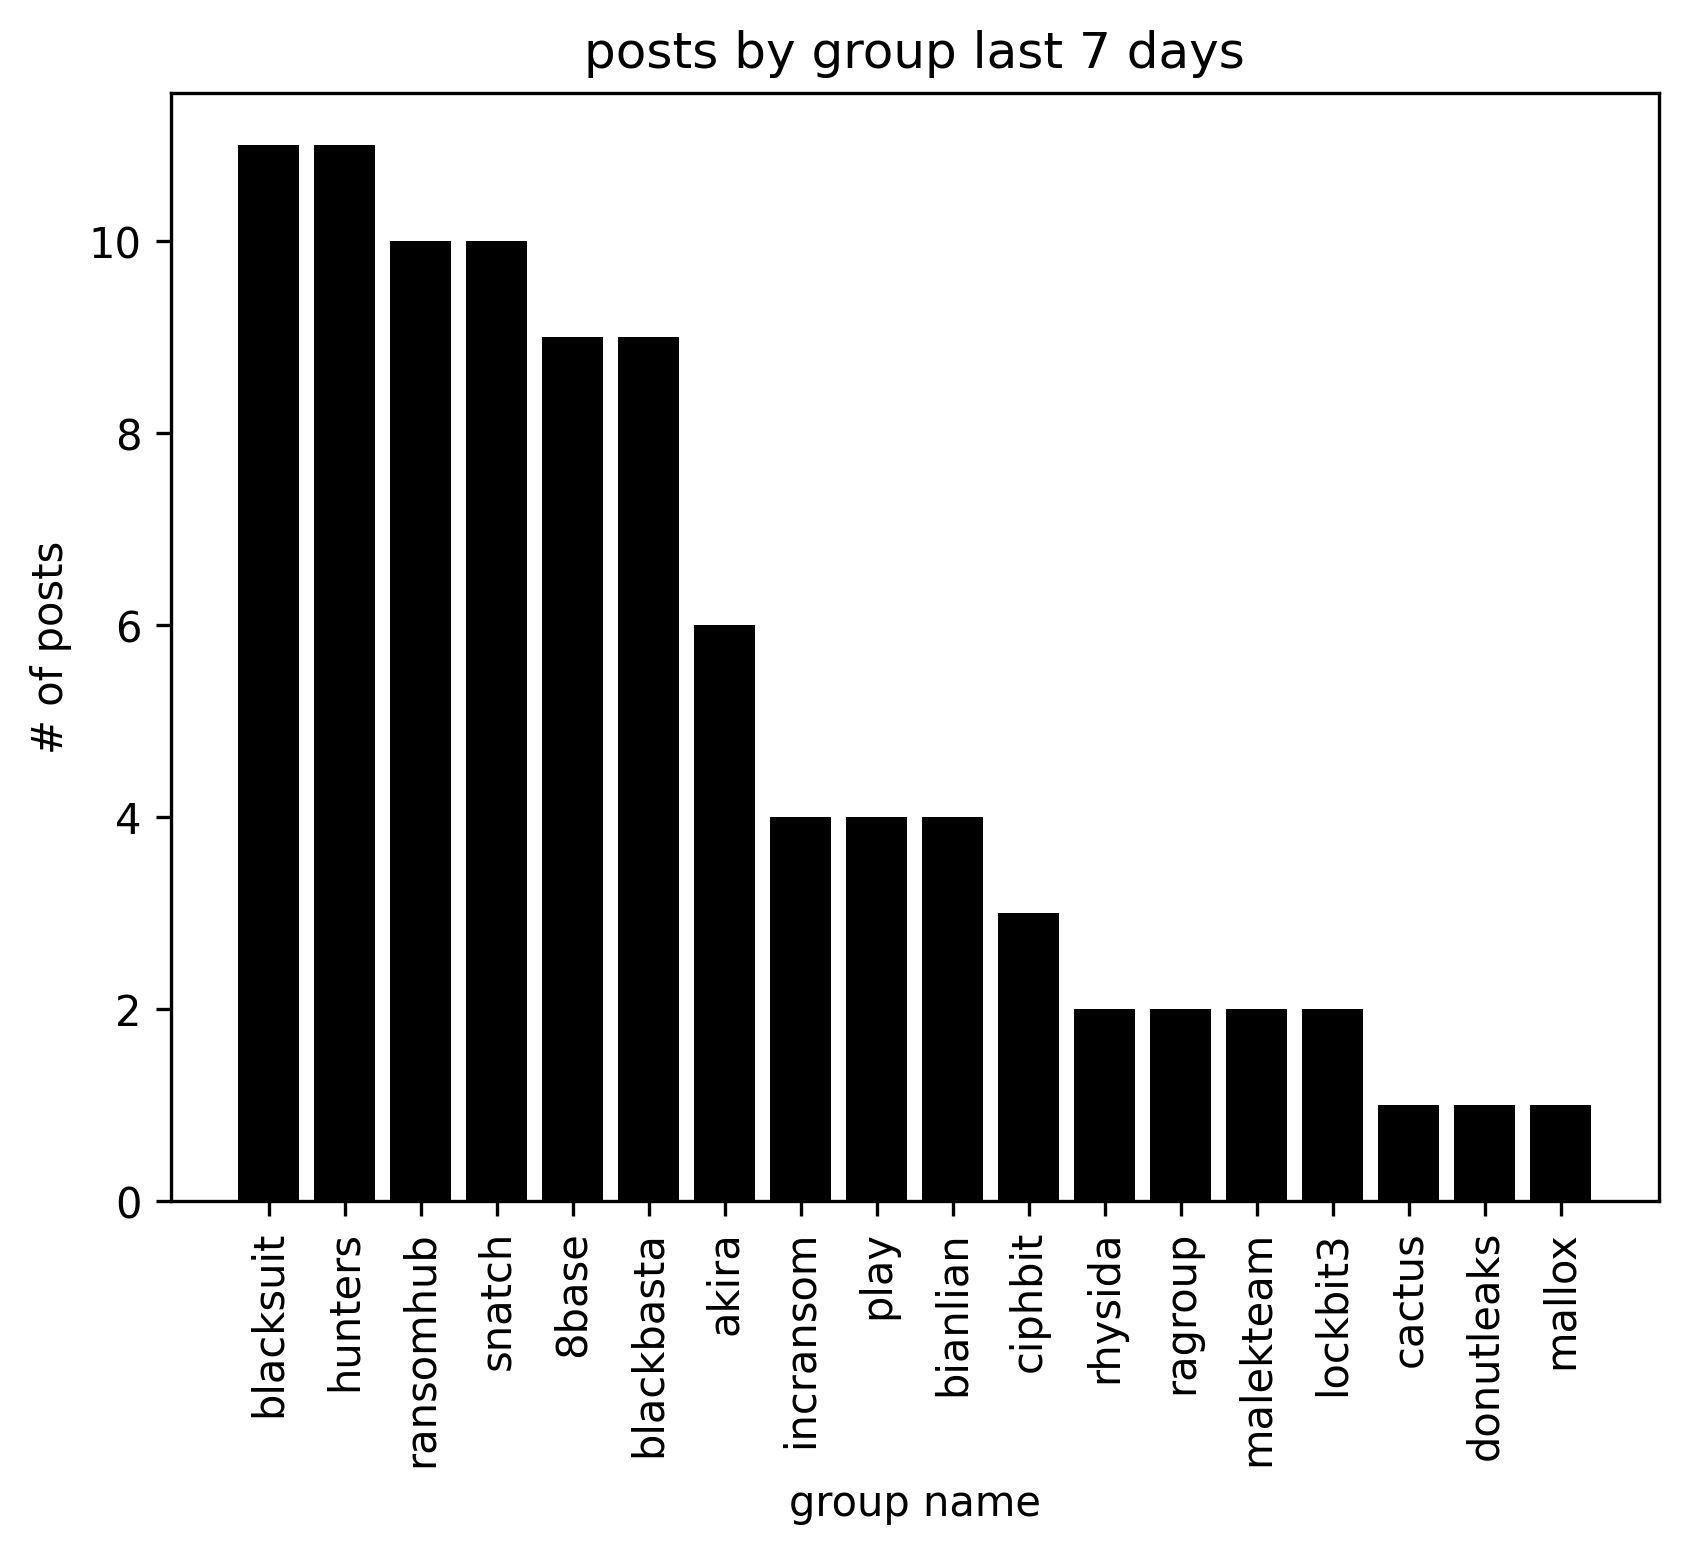 posts by group last 7 days
# of posts
10
8
6
4
2
0
blacksuit
hunters
ransomhub
snatch
8base
blackbasta
akira
incransom
play
bianlian
ciphbit
rhysida
ragroup
malekteam
lockbit3
cactus
donutleaks
mallox
group name